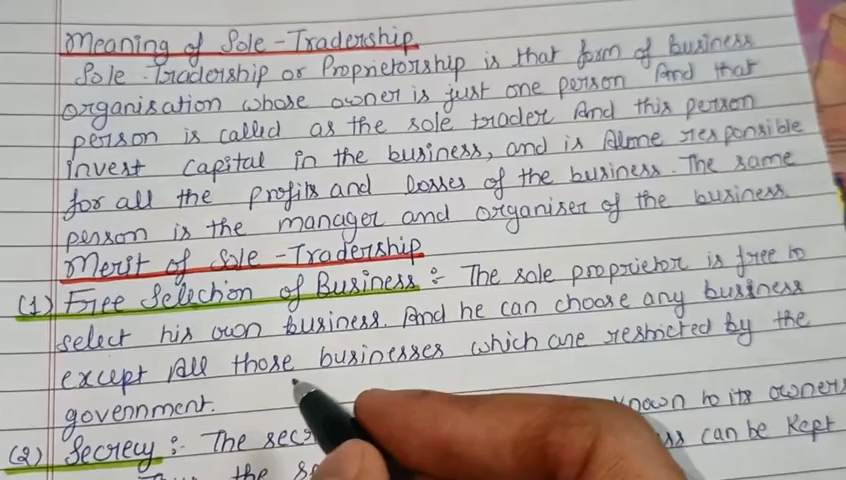 Meaning of Sole-Tradership
Sole-Tradership or Proprietorship is that form of business
organisation whose owner is just one person And that
person is called as the sole trader And this person
invest capital in the business, and is Alone responsible
for all the profits and losses of the business. The same
person is the manager and organiser of the business
Merit of Sole-Tradership
(1) Free Selection of Business :- The sole proprietor is free to
select his own business. And he can choose any business
except All those businesses which are restricted by the
government.
(2) Secrecy :- The to its owners
can be kept
the